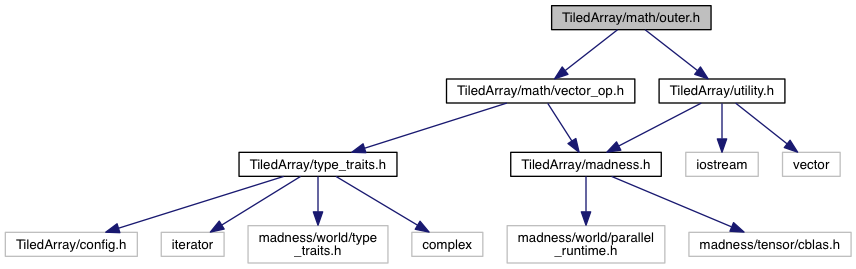 TiledArray/math/outer.h
TiledArray/math/vector_op.h
TiledArray/utility.h
TiledArray/type_traits.h
TiledArray/madness.h
iostream
vector
TiledArray/config.h
iterator
madness/world/type
_traits.h
complex
madness/world/parallel
_runtime.h
madness/tensor/cblas.h